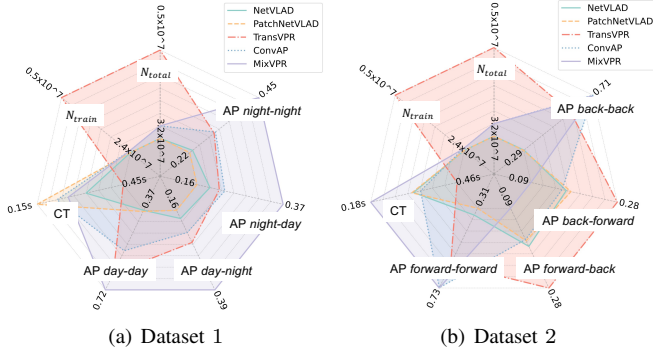 NetVLAD
PatchNetVLAD
TransVPR
ConvAP
MixVPR
0.5x10^7
N_total
0.5x10^7
N_train
0.45
AP night-night
3.2x10^7
2.4x10^7
0.22
0.45s
0.16
0.37
0.16
0.15s
CT
0.37
AP night-day
AP day-day
AP day-night
0.72
0.39
(a) Dataset 1
NetVLAD
PatchNetVLAD
TransVPR
ConvAP
MixVPR
0.5x10^7
N_total
0.5x10^7
N_train
0.71
AP back-back
3.2x10^7
2.4x10^7
0.29
0.46s
0.09
0.31
0.09
0.18s
CT
0.28
AP back-forward
AP forward-forward
AP forward-back
0.73
0.28
(b) Dataset 2